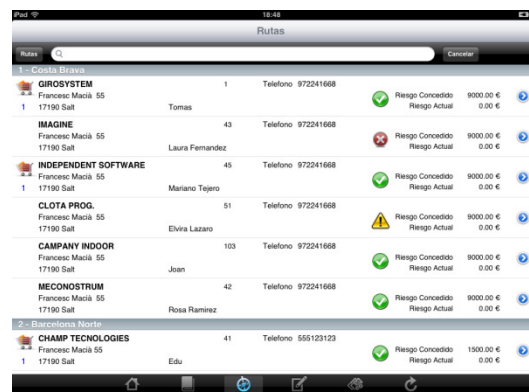 iPad 18:48
Rutas
Rutas Cancelar
1 - Costa Brava
GIROSYSTEM 1 Telefono 972241668
Francesc Macià 55 Riesgo Concedido 9000.00 €
1 17190 Salt Tomas Riesgo Actual 0.00 €
IMAGINE 43 Telefono 972241668
Francesc Macià 55 Riesgo Concedido 9000.00 €
17190 Salt Laura Fernandez Riesgo Actual 0.00 €
INDEPENDENT SOFTWARE 45 Telefono 972241668
Francesc Macià 55 Riesgo Concedido 9000.00 €
1 17190 Salt Mariano Tejero Riesgo Actual 0.00 €
CLOTA PROG. 51 Telefono 972241668
Francesc Macià 55 Riesgo Concedido 9000.00 €
17190 Salt Elvira Lazaro Riesgo Actual 0.00 €
CAMPANY INDOOR 103 Telefono 972241668
Francesc Macià 55 Riesgo Concedido 9000.00 €
17190 Salt Joan Riesgo Actual 0.00 €
MECONOSTRUM 42 Telefono 972241668
Francesc Macià 55 Riesgo Concedido 9000.00 €
17190 Salt Rosa Ramirez Riesgo Actual 0.00 €
2 - Barcelona Norte
CHAMP TECNOLOGIES 41 Telefono 555123123
Francesc Macià 55 Riesgo Concedido 1500.00 €
1 17190 Salt Edu Riesgo Actual 0.00 €